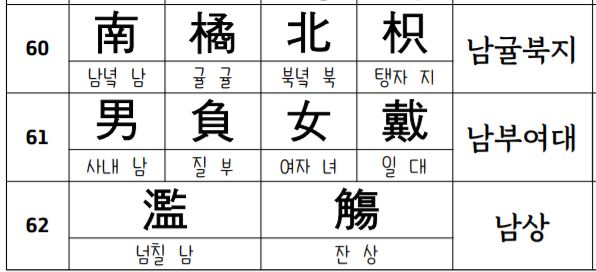 60 南 橘 北 枳 남귤북지
남녘 남 귤 귤 북녘 북 탱자 지
61 男 負 女 戴 남부여대
사내 남 질 부 여자 녀 일 대
62 濫 觴 남상
넘칠 남 잔 상